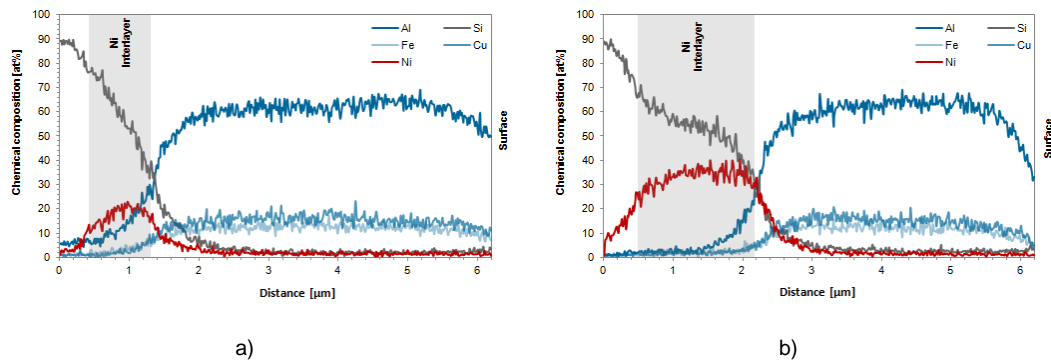 Chemical composition [at%]
100
90
80
70
60
50
40
30
20
10
0
0 1 2 3 4 5 6
Distance [µm]
Ni
Interlayer
Al Si
Fe Cu
Ni
Surface
a)
Chemical composition [at%]
100
90
80
70
60
50
40
30
20
10
0
0 1 2 3 4 5 6
Distance [µm]
Ni
Interlayer
Al Si
Fe Cu
Ni
Surface
b)